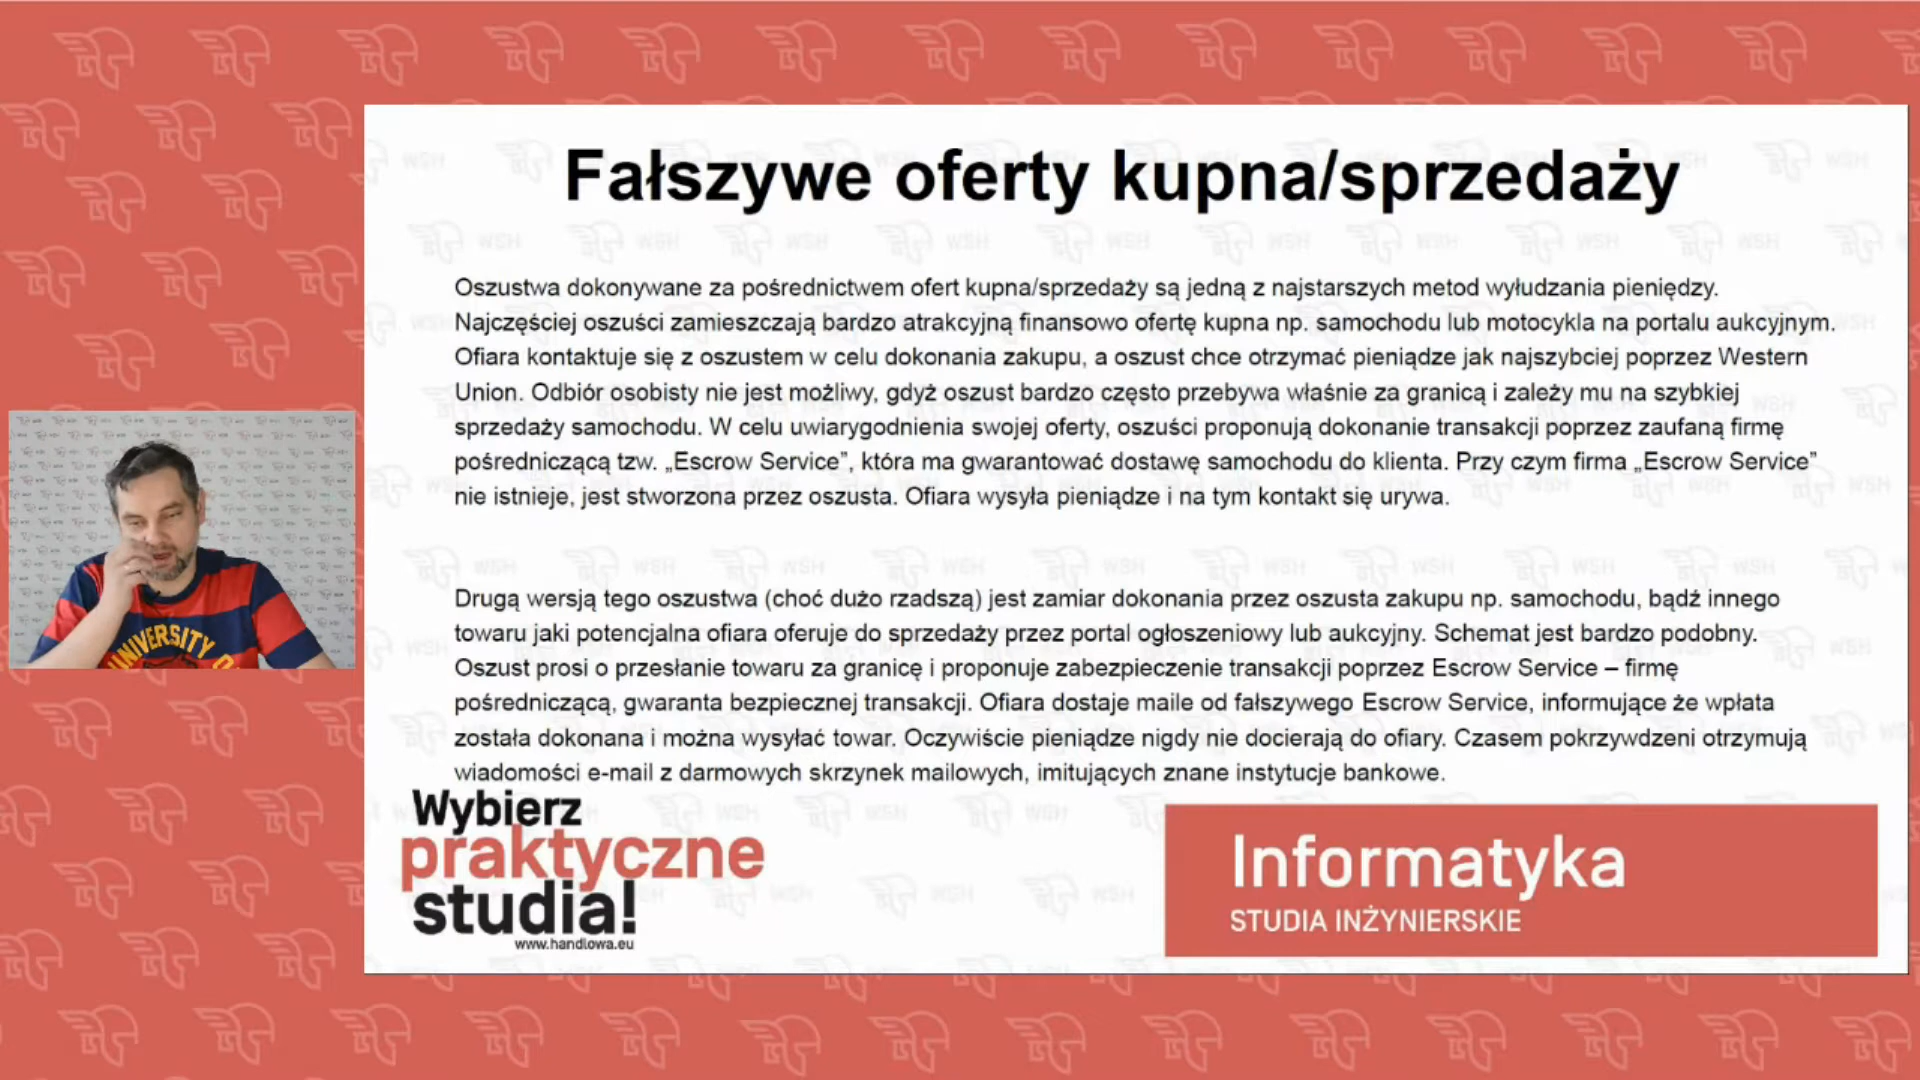 Fałszywe oferty kupna/sprzedaży
Oszustwa dokonywane za pośrednictwem ofert kupna/sprzedaży są jedną z najstarszych metod wyłudzania pieniędzy.
Najczęściej oszuści zamieszczają bardzo atrakcyjną finansowo ofertę kupna np. samochodu lub motocykla na portalu aukcyjnym.
Ofiara kontaktuje się z oszustem w celu dokonania zakupu, a oszust chce otrzymać pieniądze jak najszybciej poprzez Western
Union. Odbiór osobisty nie jest możliwy, gdyż oszust bardzo często przebywa właśnie za granicą i zależy mu na szybkiej
sprzedaży samochodu. W celu uwiarygodnienia swojej oferty, oszuści proponują dokonanie transakcji poprzez zaufaną firmę
pośredniczącą tzw. „Escrow Service”, która ma gwarantować dostawę samochodu do klienta. Przy czym firma „Escrow Service”
nie istnieje, jest stworzona przez oszusta. Ofiara wysyła pieniądze i na tym kontakt się urywa.
Drugą wersją tego oszustwa (choć dużo rzadszą) jest zamiar dokonania przez oszusta zakupu np. samochodu, bądź innego
towaru jaki potencjalna ofiara oferuje do sprzedaży przez portal ogłoszeniowy lub aukcyjny. Schemat jest bardzo podobny.
Oszust prosi o przesłanie towaru za granicę i proponuje zabezpieczenie transakcji poprzez Escrow Service – firmę
pośredniczącą, gwaranta bezpiecznej transakcji. Ofiara dostaje maile od fałszywego Escrow Service, informujące że wpłata
została dokonana i można wysyłać towar. Oczywiście pieniądze nigdy nie docierają do ofiary. Czasem pokrzywdzeni otrzymują
wiadomości e-mail z darmowych skrzynek mailowych, imitujących znane instytucje bankowe.
Wybierz
praktyczne
studia!
www.handlowa.eu
Informatyka
STUDIA INŻYNIERSKIE
UNIVERSITY O